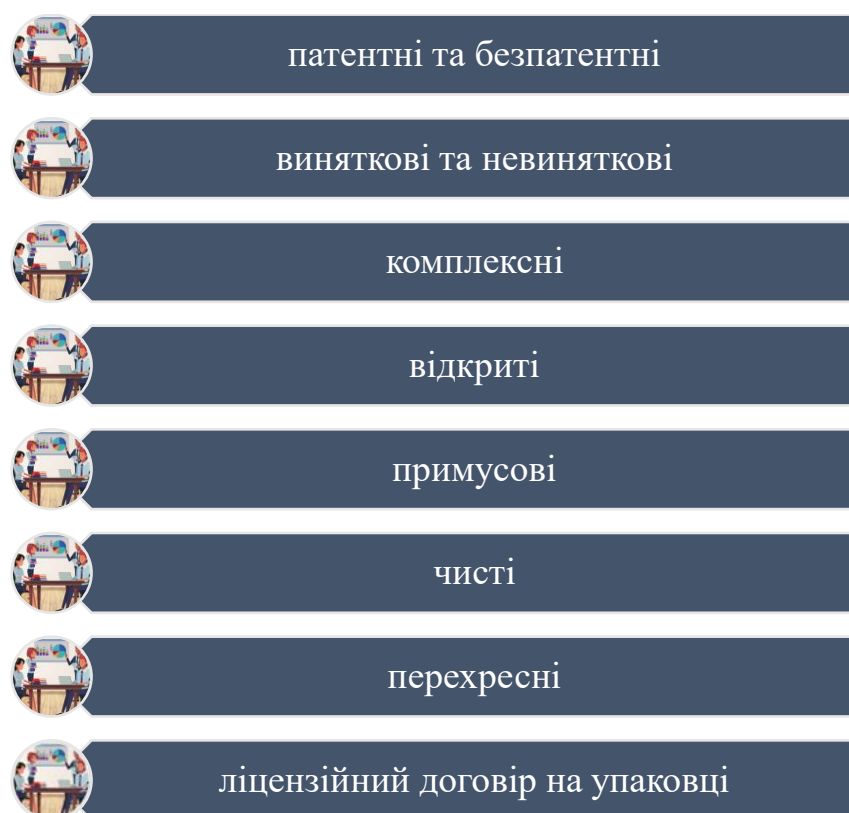 патентні та безпатентні
виняткові та невиняткові
комплексні
відкриті
примусові
чисті
перехресні
ліцензійний договір на упаковці